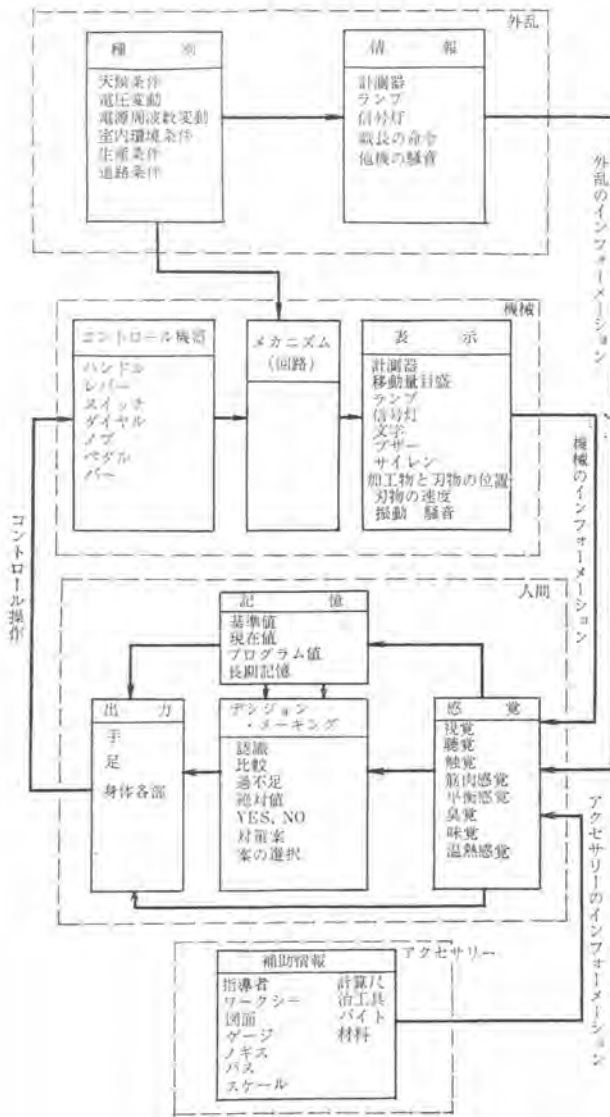 外乱
種 別
天候条件
電圧変動
電源周波数変動
室内環境条件
生産条件
道路条件
情 報
計測器
ランプ
信号灯
職長の命令
他機の騒音
外乱のインフォーメーション
機械
コントロール機器
ハンドル
レバー
スイッチ
ダイヤル
ノブ
ペダル
バー
メカニズム
(回路)
表 示
計測器
移動量目盛
ランプ
信号灯
文字
ブザー
サイレン
加工物と刃物の位置
刃物の速度
振動 騒音
機械のインフォーメーション
コントロール操作
人間
記 憶
基準値
現在値
プログラム値
長期記憶
出 力
手
足
身体各部
デシジョン
・メーキング
認識
比較
過不足
絶対値
YES, NO
対策案
案の選択
感 覚
視覚
聴覚
触覚
筋肉感覚
平衡感覚
臭覚
味覚
温熱感覚
アクセサリーのインフォーメーション
アクセサリー
補助情報
指導者
ワークシー
図面
ゲージ
ノギス
パス
スケール
計算尺
治工具
バイト
材料